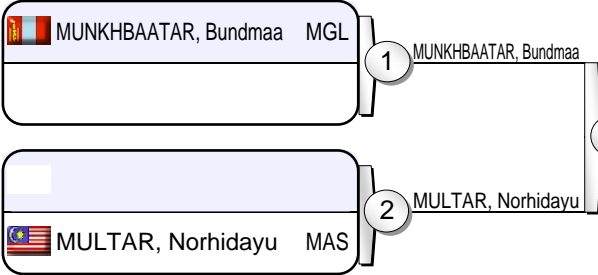 MUNKHBAATAR, Bundmaa MGL
1
MUNKHBAATAR, Bundmaa
2
MULTAR, Norhidayu
MULTAR, Norhidayu MAS